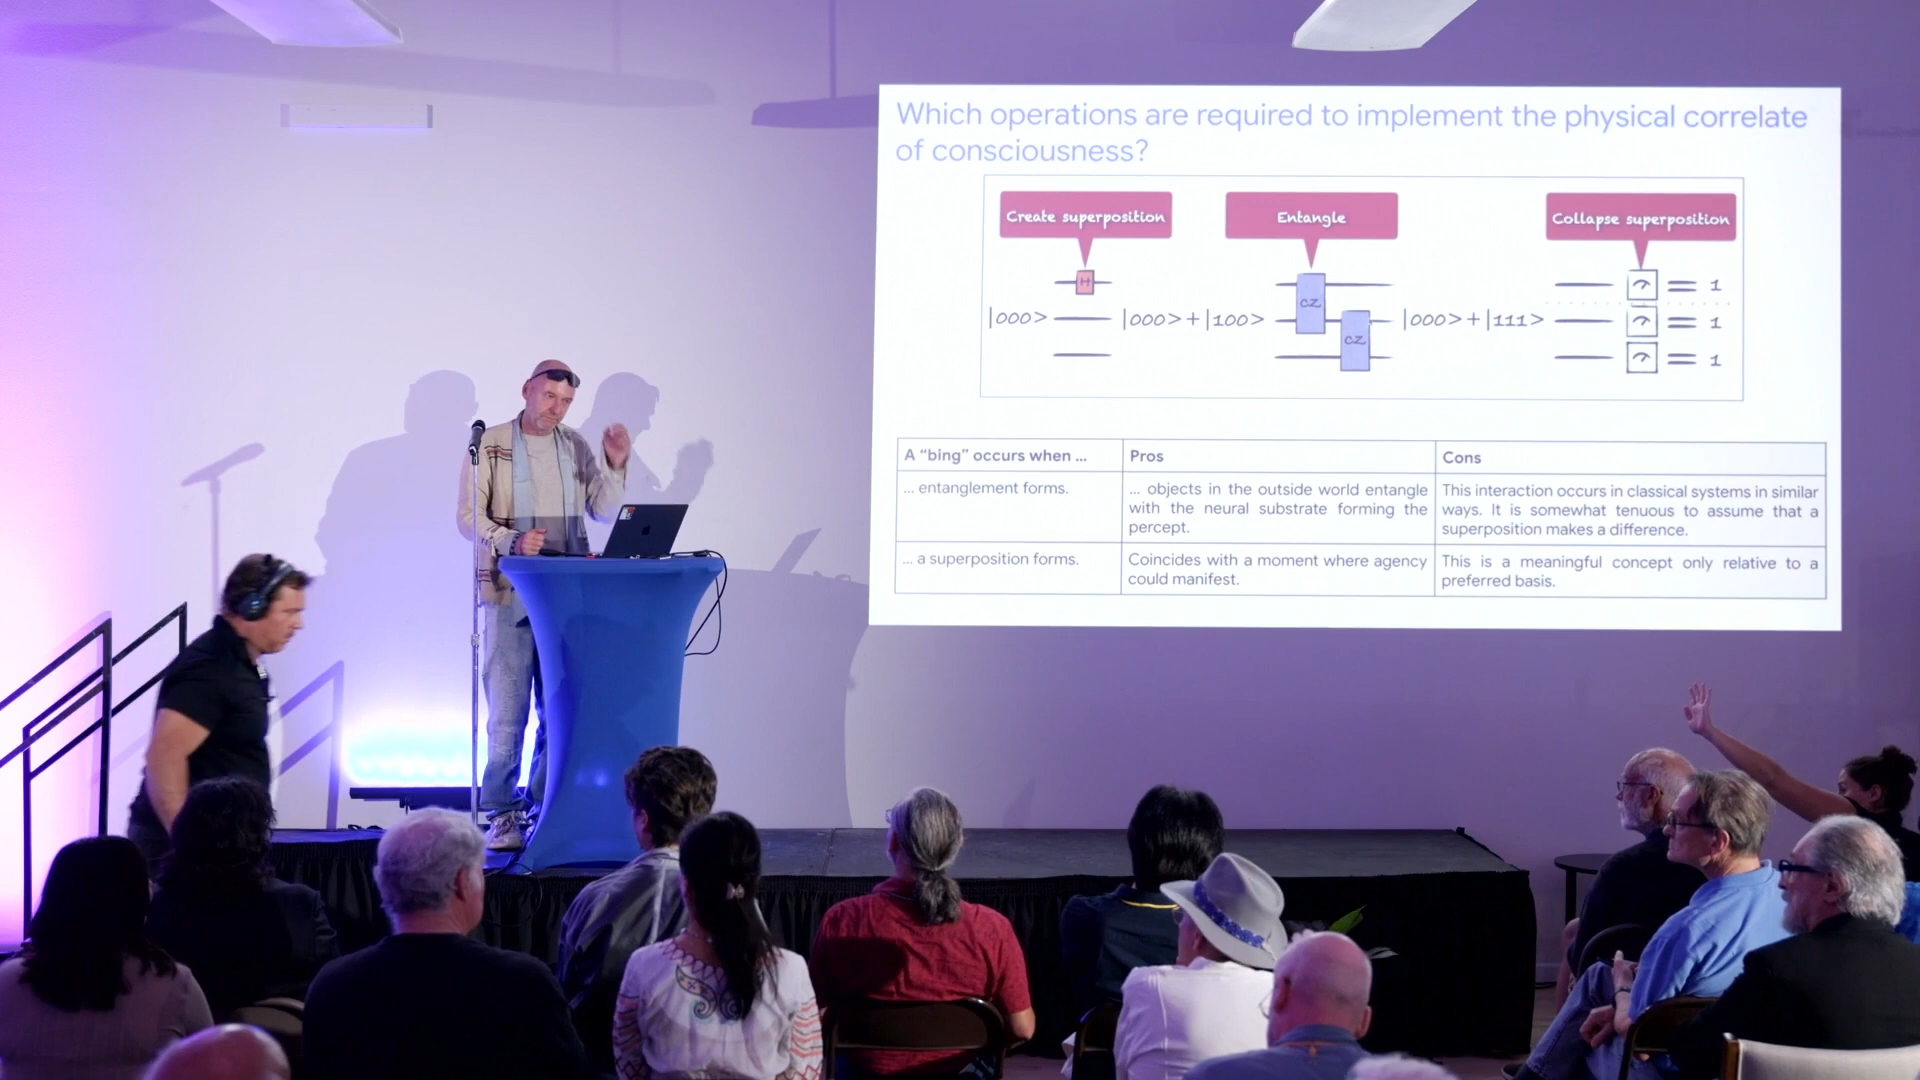 Which operations are required to implement the physical correlate
of consciousness?
Create superposition
Entangle
Collapse superposition
H
|000>
|000> + |100>
CZ
CZ
|000> + |111>
= 1
= 1
= 1
A "bing" occurs when ...
Pros
Cons
... entanglement forms.
... objects in the outside world entangle
with the neural substrate forming the
percept.
This interaction occurs in classical systems in similar
ways. It is somewhat tenuous to assume that a
superposition makes a difference.
... a superposition forms.
Coincides with a moment where agency
could manifest.
This is a meaningful concept only relative to a
preferred basis.